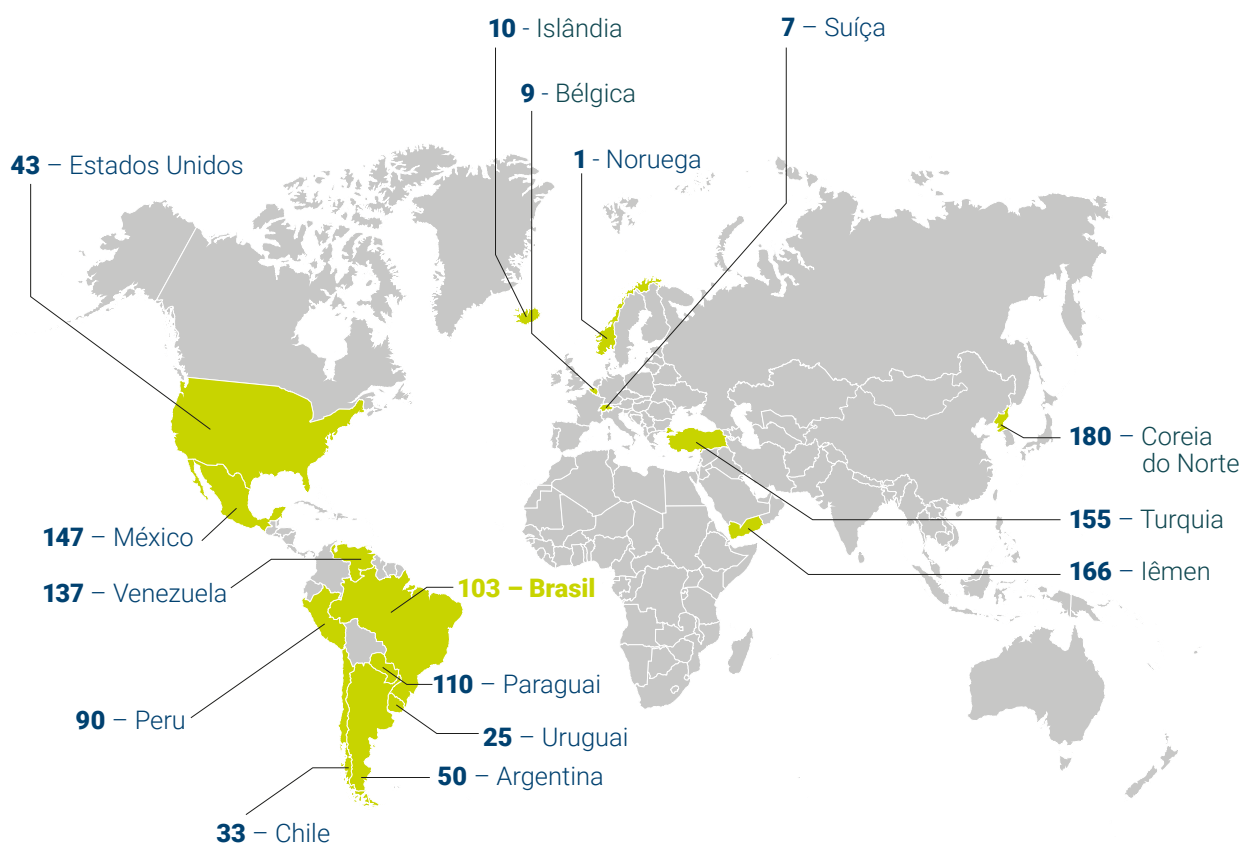 10 - Islândia
7 – Suíça
9 - Bélgica
43 – Estados Unidos
1 - Noruega
180 – Coreia
do Norte
147 – México
155 – Turquia
137 – Venezuela
103 – Brasil
166 – Iêmen
110 – Paraguai
90 – Peru
25 – Uruguai
50 – Argentina
33 – Chile